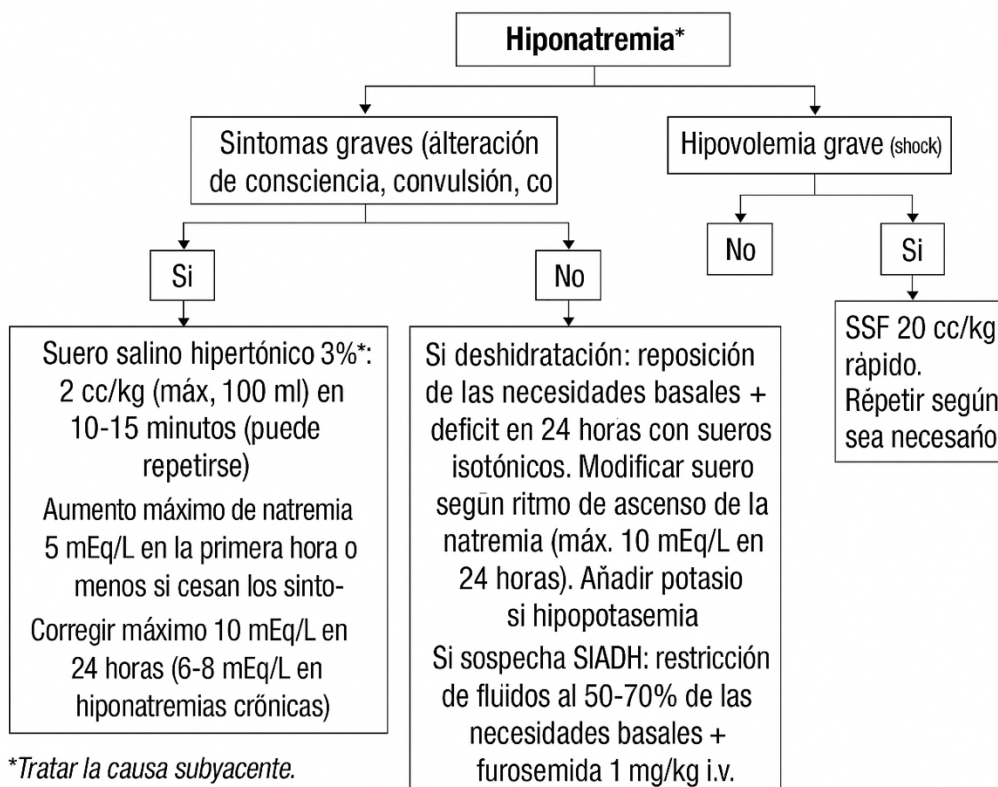 Hiponatremia*
Sintomas graves (alteración
de consciencia, convulsión, co
Hipovolemia grave (shock)
Si
No
No
Si
Suero salino hipertónico 3%*:
2 cc/kg (máx, 100 ml) en
10-15 minutos (puede
repetirse)
Aumento máximo de natremia
5 mEq/L en la primera hora o
menos si cesan los sinto-
Corregir máximo 10 mEq/L en
24 horas (6-8 mEq/L en
hiponatremias crőnicas)
Si deshidratación: reposición
de las necesidades basales +
deficit en 24 horas con sueros
isotónicos. Modificar suero
según ritmo de ascenso de la
natremia (máx. 10 mEq/L en
24 horas). Aňadir potasio
si hipopotasemia
Si sospecha SIADH: restricción
de fluidos al 50-70% de las
necesidades basales +
furosemida 1 mg/kg i.v.
SSF 20 cc/kg
rápido.
Répetir según
sea necesańo
*Tratar la causa subyacente.